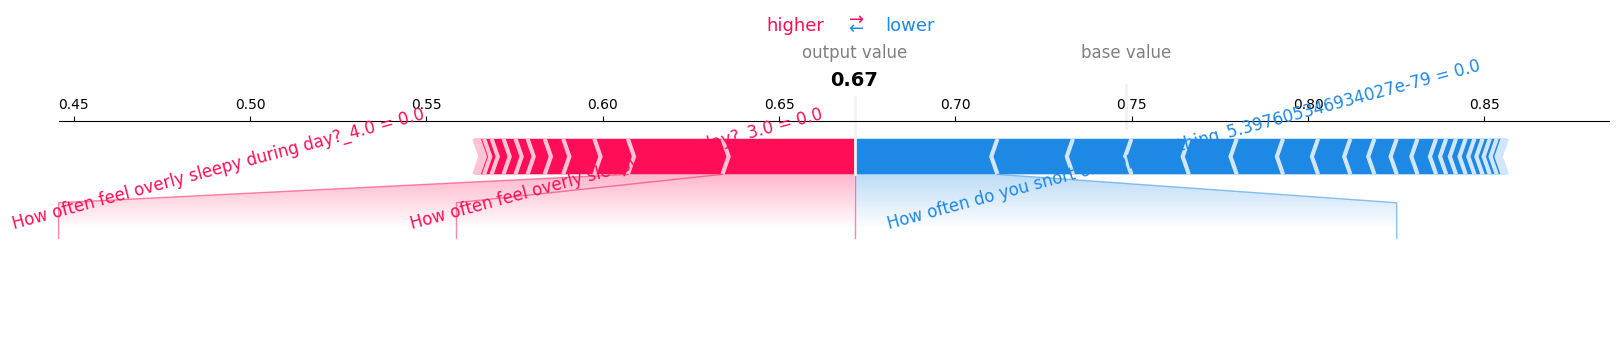 higher ⇄ lower
output value
base value
0.67
0.45 0.50 0.55 0.60 0.65 0.70 0.75 0.80 0.85
How often feel overly sleepy during day?_4.0 = 0.0
How often feel overly day?_3.0 = 0.0
How often do you snort 5.397605346934027e-79 = 0.0